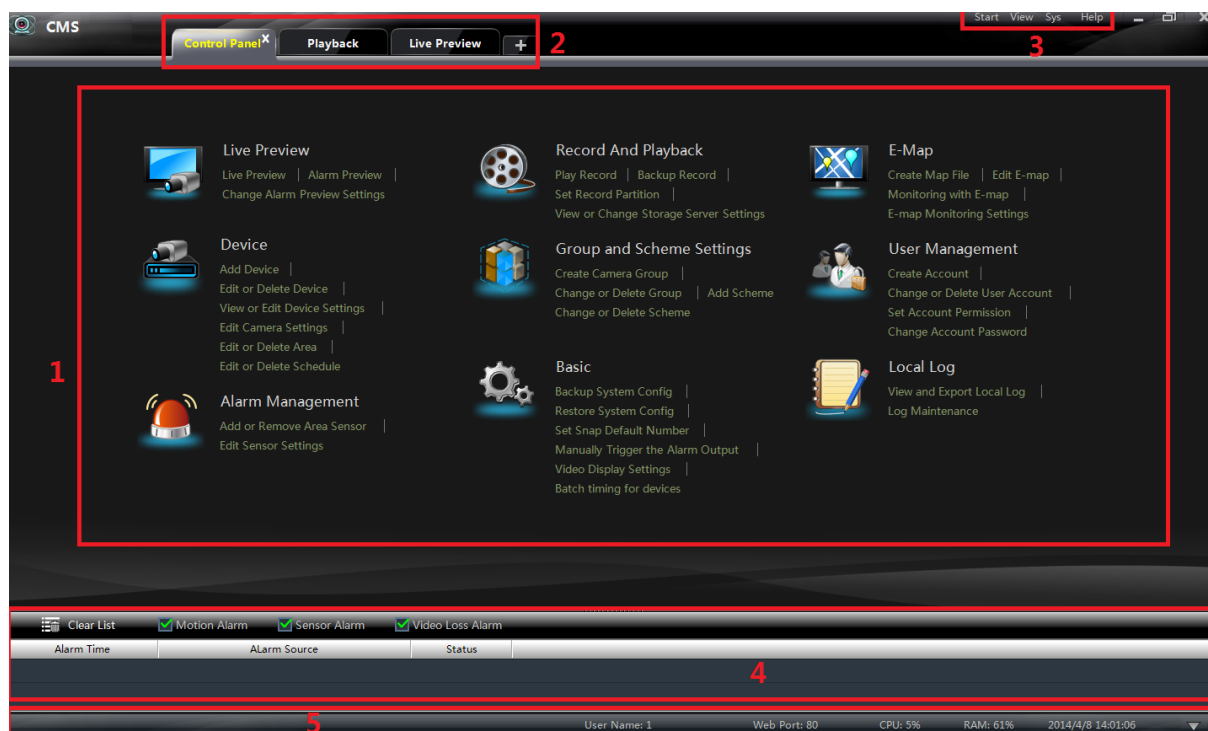 CMS
Control Panel X Playback Live Preview + 2
Start View Sys Help
3
1
Live Preview
Live Preview | Alarm Preview |
Change Alarm Preview Settings
Record And Playback
Play Record | Backup Record |
Set Record Partition |
View or Change Storage Server Settings
E-Map
Create Map File | Edit E-map |
Monitoring with E-map |
E-map Monitoring Settings
Device
Add Device |
Edit or Delete Device |
View or Edit Device Settings |
Edit Camera Settings |
Edit or Delete Area |
Edit or Delete Schedule
Group and Scheme Settings
Create Camera Group |
Change or Delete Group | Add Scheme
Change or Delete Scheme
User Management
Create Account |
Change or Delete User Account |
Set Account Permission |
Change Account Password
Alarm Management
Add or Remove Area Sensor |
Edit Sensor Settings
Basic
Backup System Config |
Restore System Config |
Set Snap Default Number |
Manually Trigger the Alarm Output |
Video Display Settings |
Batch timing for devices
Local Log
View and Export Local Log |
Log Maintenance
Clear List Motion Alarm Sensor Alarm Video Loss Alarm
Alarm Time ALarm Source Status
4
5 User Name: 1 Web Port: 80 CPU: 5% RAM: 61% 2014/4/8 14:01:06